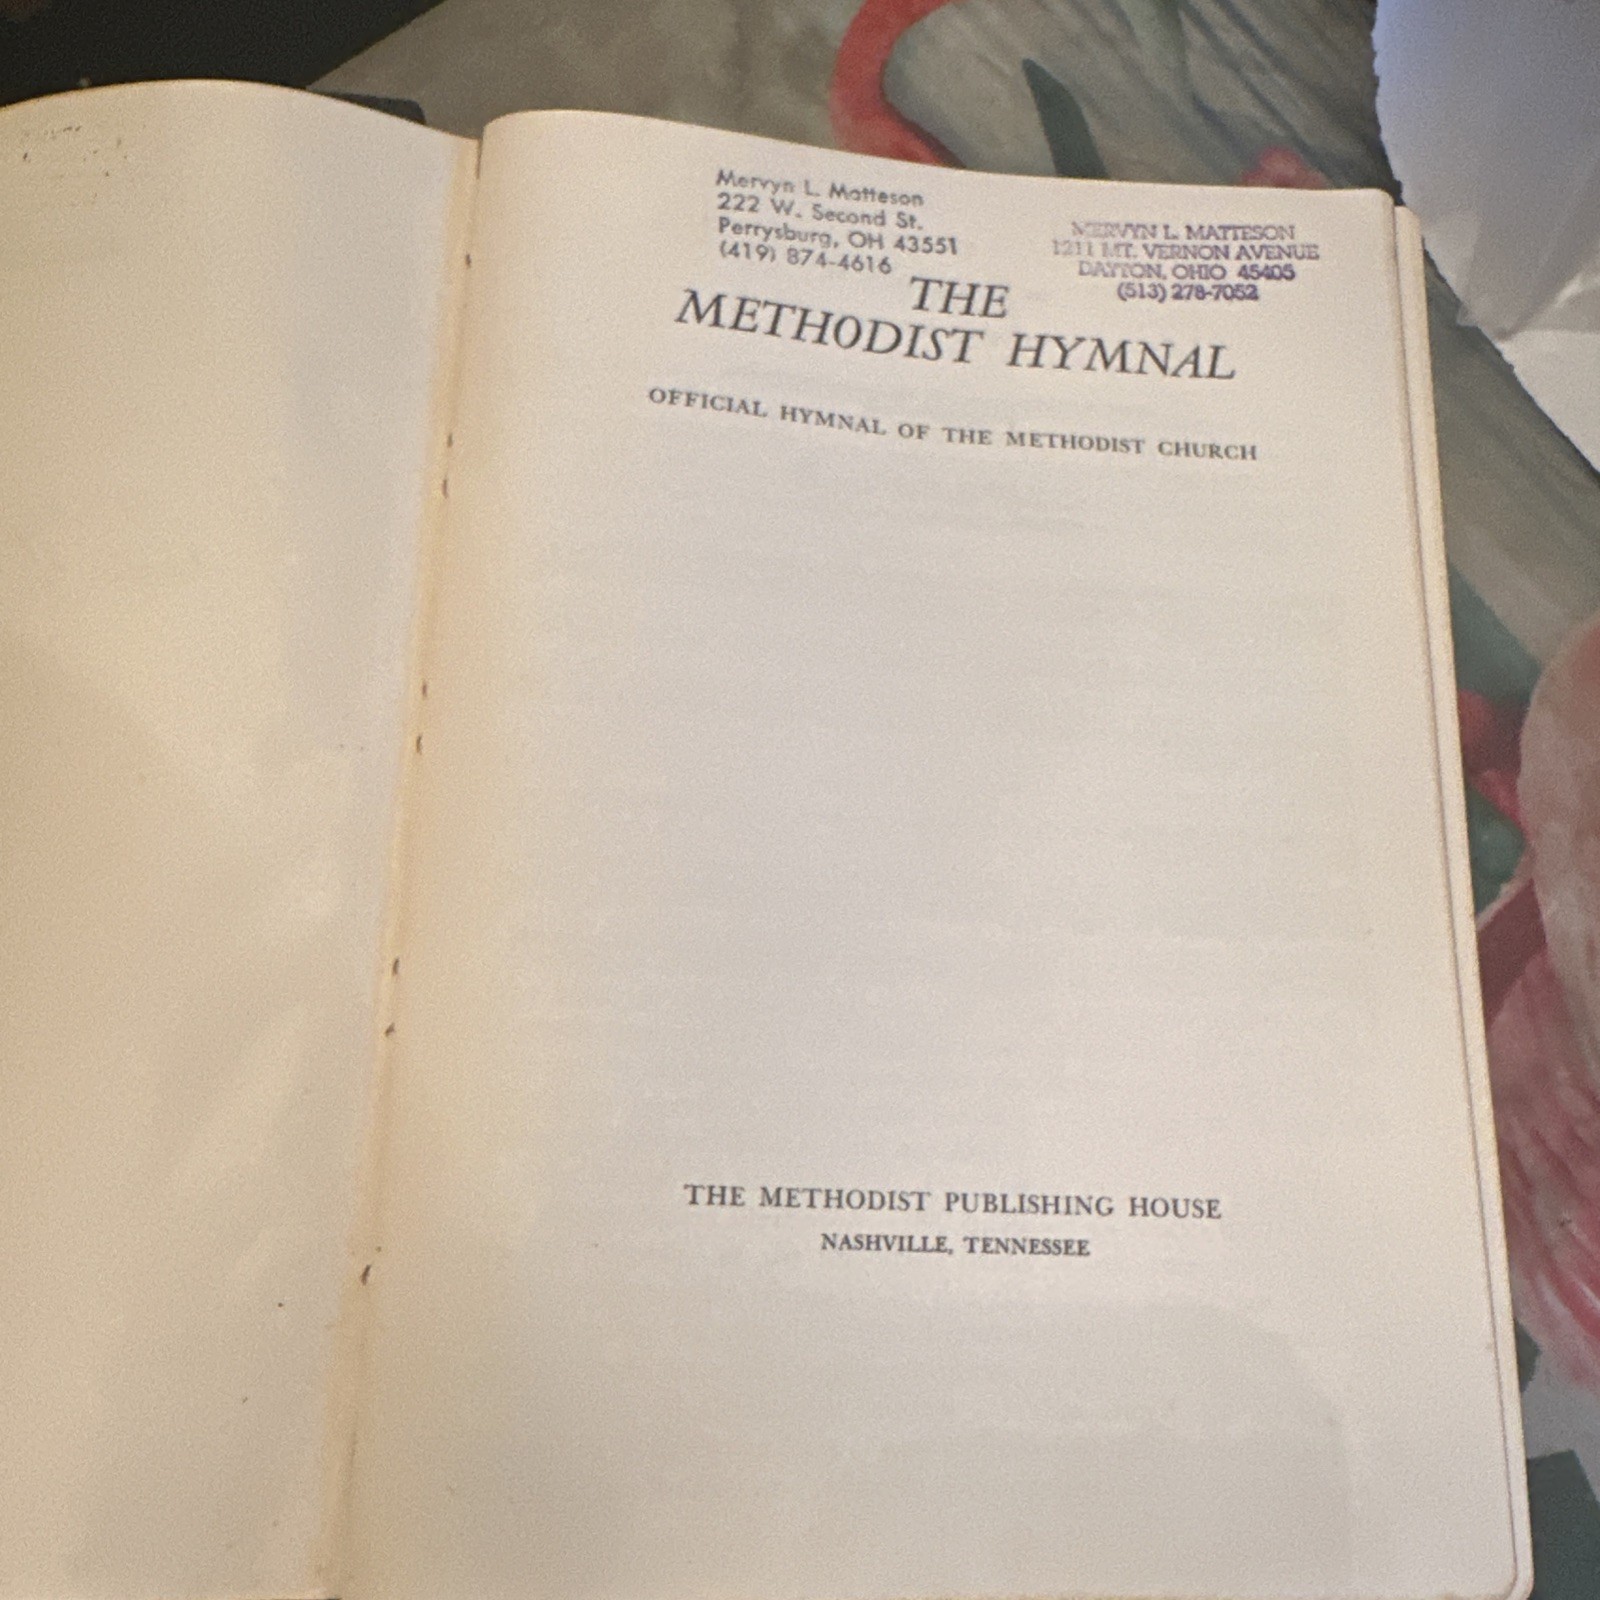 Mervyn L. Matteson
222 W. Second St.
Perrysburg, OH 43551
(419) 874-4616
MERVYN L. MATTESON
1211 MT. VERNON AVENUE
DAYTON, OHIO 45405
(513) 278-7052
THE
METHODIST HYMNAL
OFFICIAL HYMNAL OF THE METHODIST CHURCH
THE METHODIST PUBLISHING HOUSE
NASHVILLE, TENNESSEE